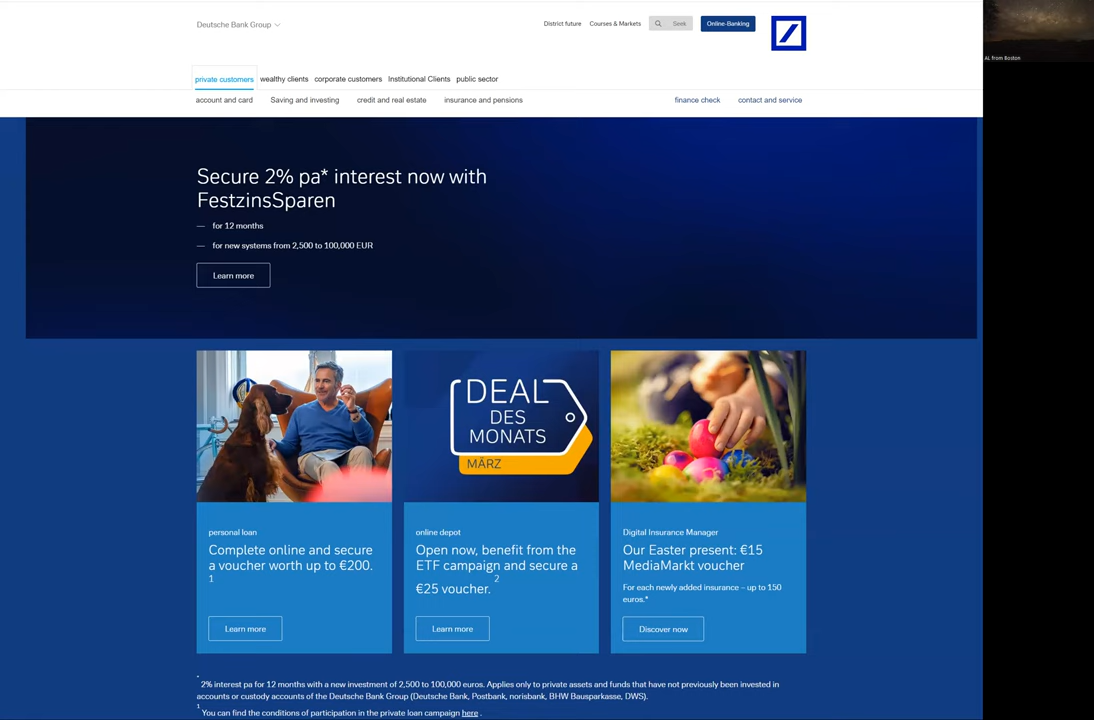 Deutsche Bank Group
District future Courses & Markets Seek Online-Banking
AL from Boston
private customers wealthy clients corporate customers Institutional Clients public sector
account and card Saving and investing credit and real estate insurance and pensions finance check contact and service
Secure 2% pa* interest now with
FestzinsSparen
— for 12 months
— for new systems from 2,500 to 100,000 EUR
Learn more
DEAL
DES
MONATS
MÄRZ
personal loan
Complete online and secure
a voucher worth up to €200.
1
Learn more
online depot
Open now, benefit from the
ETF campaign and secure a
€25 voucher. 2
Learn more
Digital Insurance Manager
Our Easter present: €15
MediaMarkt voucher
For each newly added insurance – up to 150
euros.*
Discover now
* 2% interest pa for 12 months with a new investment of 2,500 to 100,000 euros. Applies only to private assets and funds that have not previously been invested in
accounts or custody accounts of the Deutsche Bank Group (Deutsche Bank, Postbank, norisbank, BHW Bausparkasse, DWS).
1 You can find the conditions of participation in the private loan campaign here .